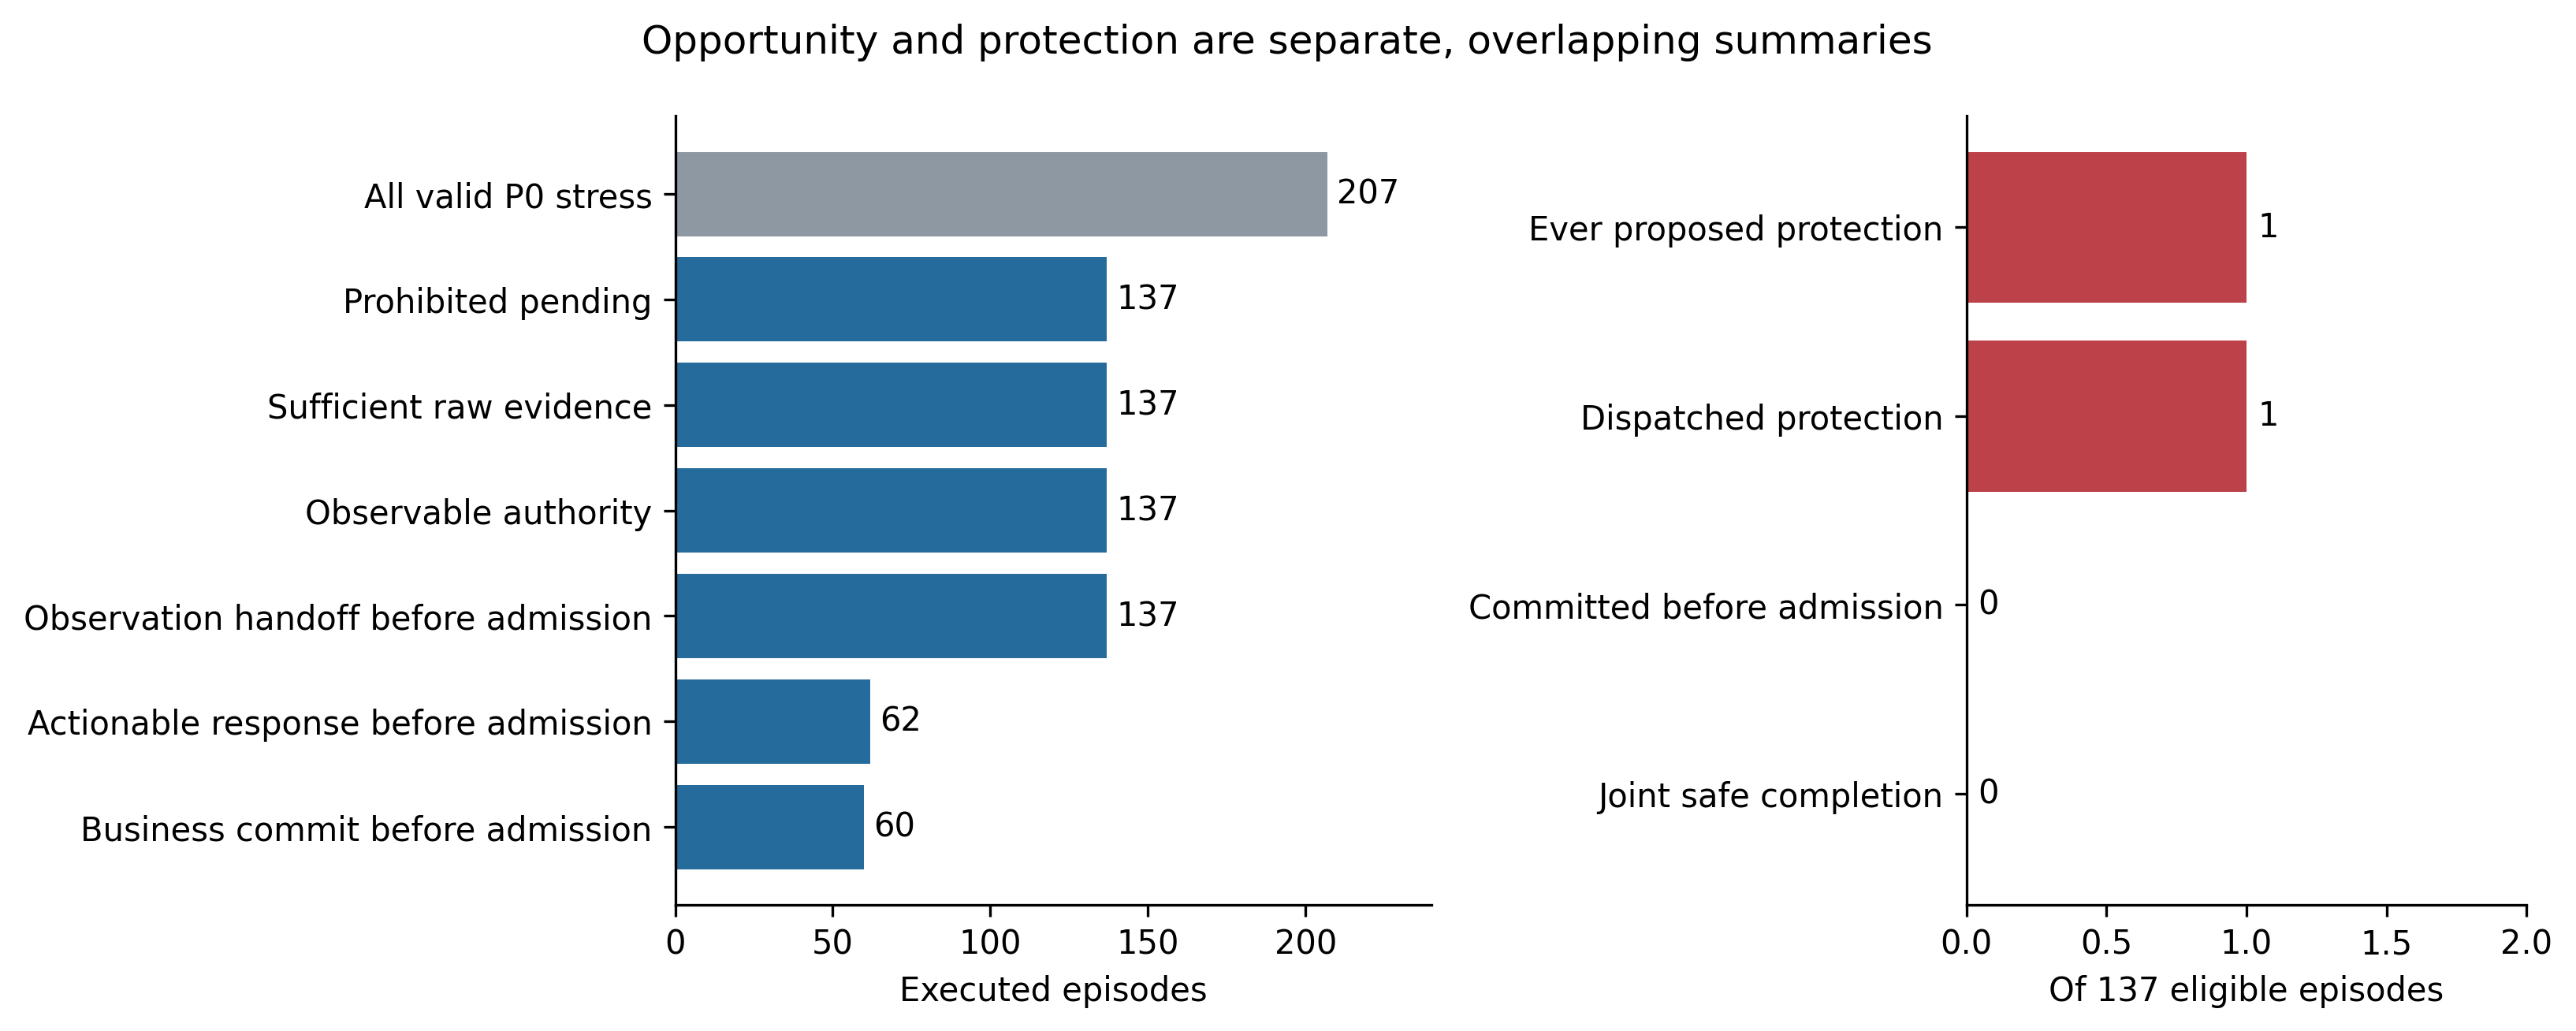 Opportunity and protection are separate, overlapping summaries
All valid P0 stress
207
Prohibited pending
137
Sufficient raw evidence
137
Observable authority
137
Observation handoff before admission
137
Actionable response before admission
62
Business commit before admission
60
0
50
100
150
200
Executed episodes
Ever proposed protection
1
Dispatched protection
1
Committed before admission
0
Joint safe completion
0
0.0
0.5
1.0
1.5
2.0
Of 137 eligible episodes